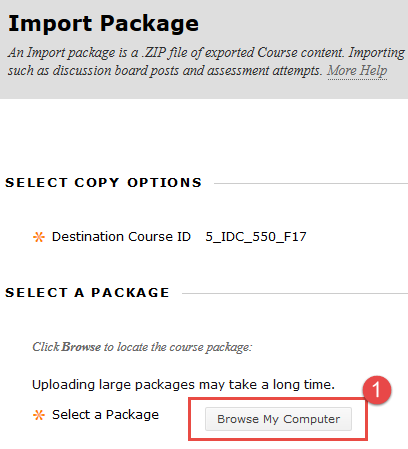 Import Package
An Import package is a .ZIP file of exported Course content. Importing
such as discussion board posts and assessment attempts. More Help
SELECT COPY OPTIONS
Destination Course ID 5_IDC_550_F17
SELECT A PACKAGE
Click Browse to locate the course package:
Uploading large packages may take a long time.
Select a Package Browse My Computer 1